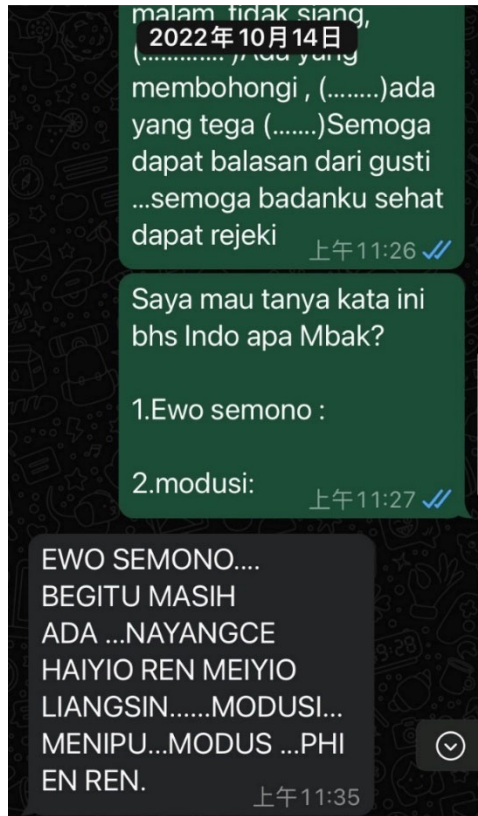 malam, tidak siang,
2022年10月14日
(............. )Ada yang
membohongi , (........)ada
yang tega (.......)Semoga
dapat balasan dari gusti
...semoga badanku sehat
dapat rejeki
上午11:26
Saya mau tanya kata ini
bhs Indo apa Mbak?
1.Ewo semono :
2.modusi:
上午11:27
EWO SEMONO....
BEGITU MASIH
ADA ...NAYANGCE
HAIYIO REN MEIYIO
LIANGSIN......MODUSI...
MENIPU...MODUS ...PHI
EN REN.
上午11:35